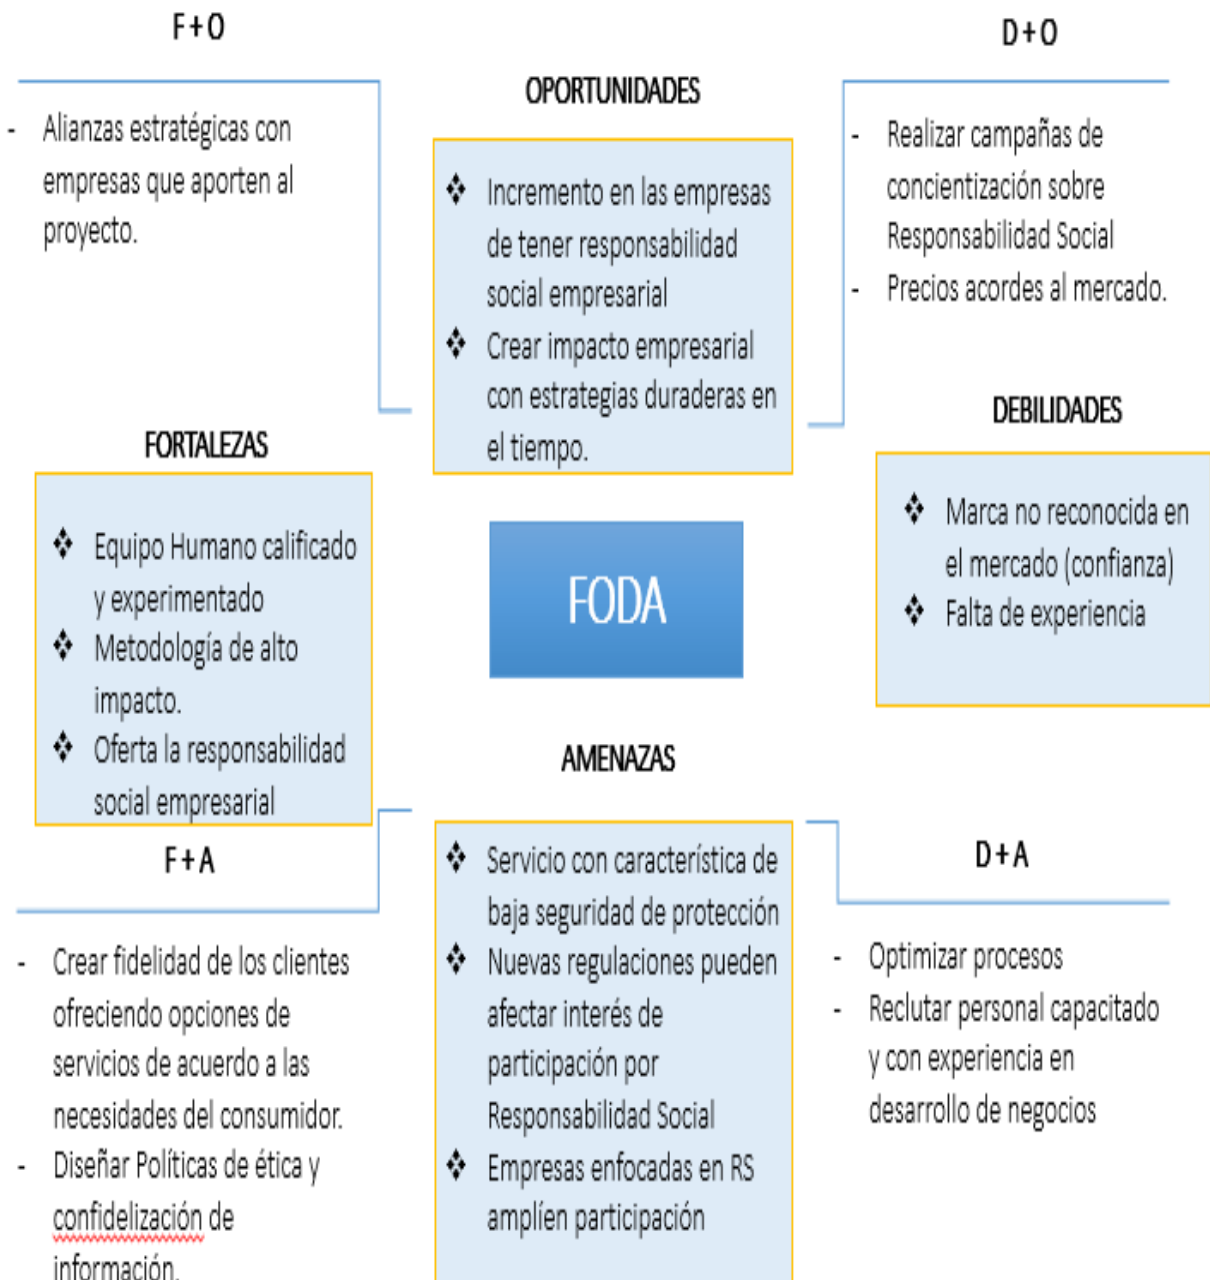 F+O
- Alianzas estratégicas con
empresas que aporten al
proyecto.
OPORTUNIDADES
❖ Incremento en las empresas
de tener responsabilidad
social empresarial
❖ Crear impacto empresarial
con estrategias duraderas en
el tiempo.
D+O
- Realizar campañas de
concientización sobre
Responsabilidad Social
- Precios acordes al mercado.
FORTALEZAS
❖ Equipo Humano calificado
y experimentado
❖ Metodología de alto
impacto.
❖ Oferta la responsabilidad
social empresarial
FODA
DEBILIDADES
❖ Marca no reconocida en
el mercado (confianza)
❖ Falta de experiencia
F+A
- Crear fidelidad de los clientes
ofreciendo opciones de
servicios de acuerdo a las
necesidades del consumidor.
- Diseñar Políticas de ética y
confidelización de
información.
AMENAZAS
❖ Servicio con característica de
baja seguridad de protección
❖ Nuevas regulaciones pueden
afectar interés de
participación por
Responsabilidad Social
❖ Empresas enfocadas en RS
amplíen participación
D+A
- Optimizar procesos
- Reclutar personal capacitado
y con experiencia en
desarrollo de negocios